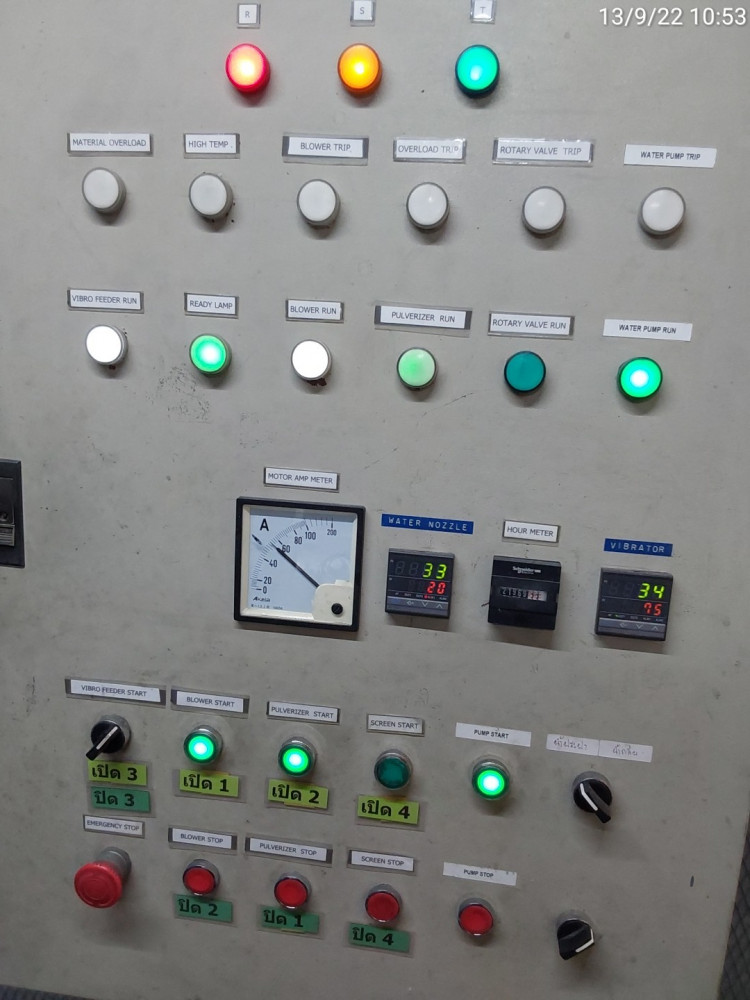 13/9/22 10:53
R
S
T
MATERIAL OVERLOAD
HIGH TEMP.
BLOWER TRIP.
OVERLOAD TRIP
ROTARY VALVE TRIP
WATER PUMP TRIP
VIBRO FEEDER RUN
READY LAMP
BLOWER RUN
PULVERIZER RUN
ROTARY VALVE RUN
WATER PUMP RUN
MOTOR AMP METER
WATER NOZZLE
HOUR METER
VIBRATOR
A
0
20
40
60
80
100
200
33
20
Schneider
34
75
VIBRO FEEDER START
BLOWER START
PULVERIZER START
SCREEN START
PUMP START
เปิด 3
เปิด 1
เปิด 2
เปิด 4
ปิด 3
EMERGENCY STOP
BLOWER STOP
PULVERIZER STOP
SCREEN STOP
PUMP STOP
ปิด 2
ปิด 1
ปิด 4